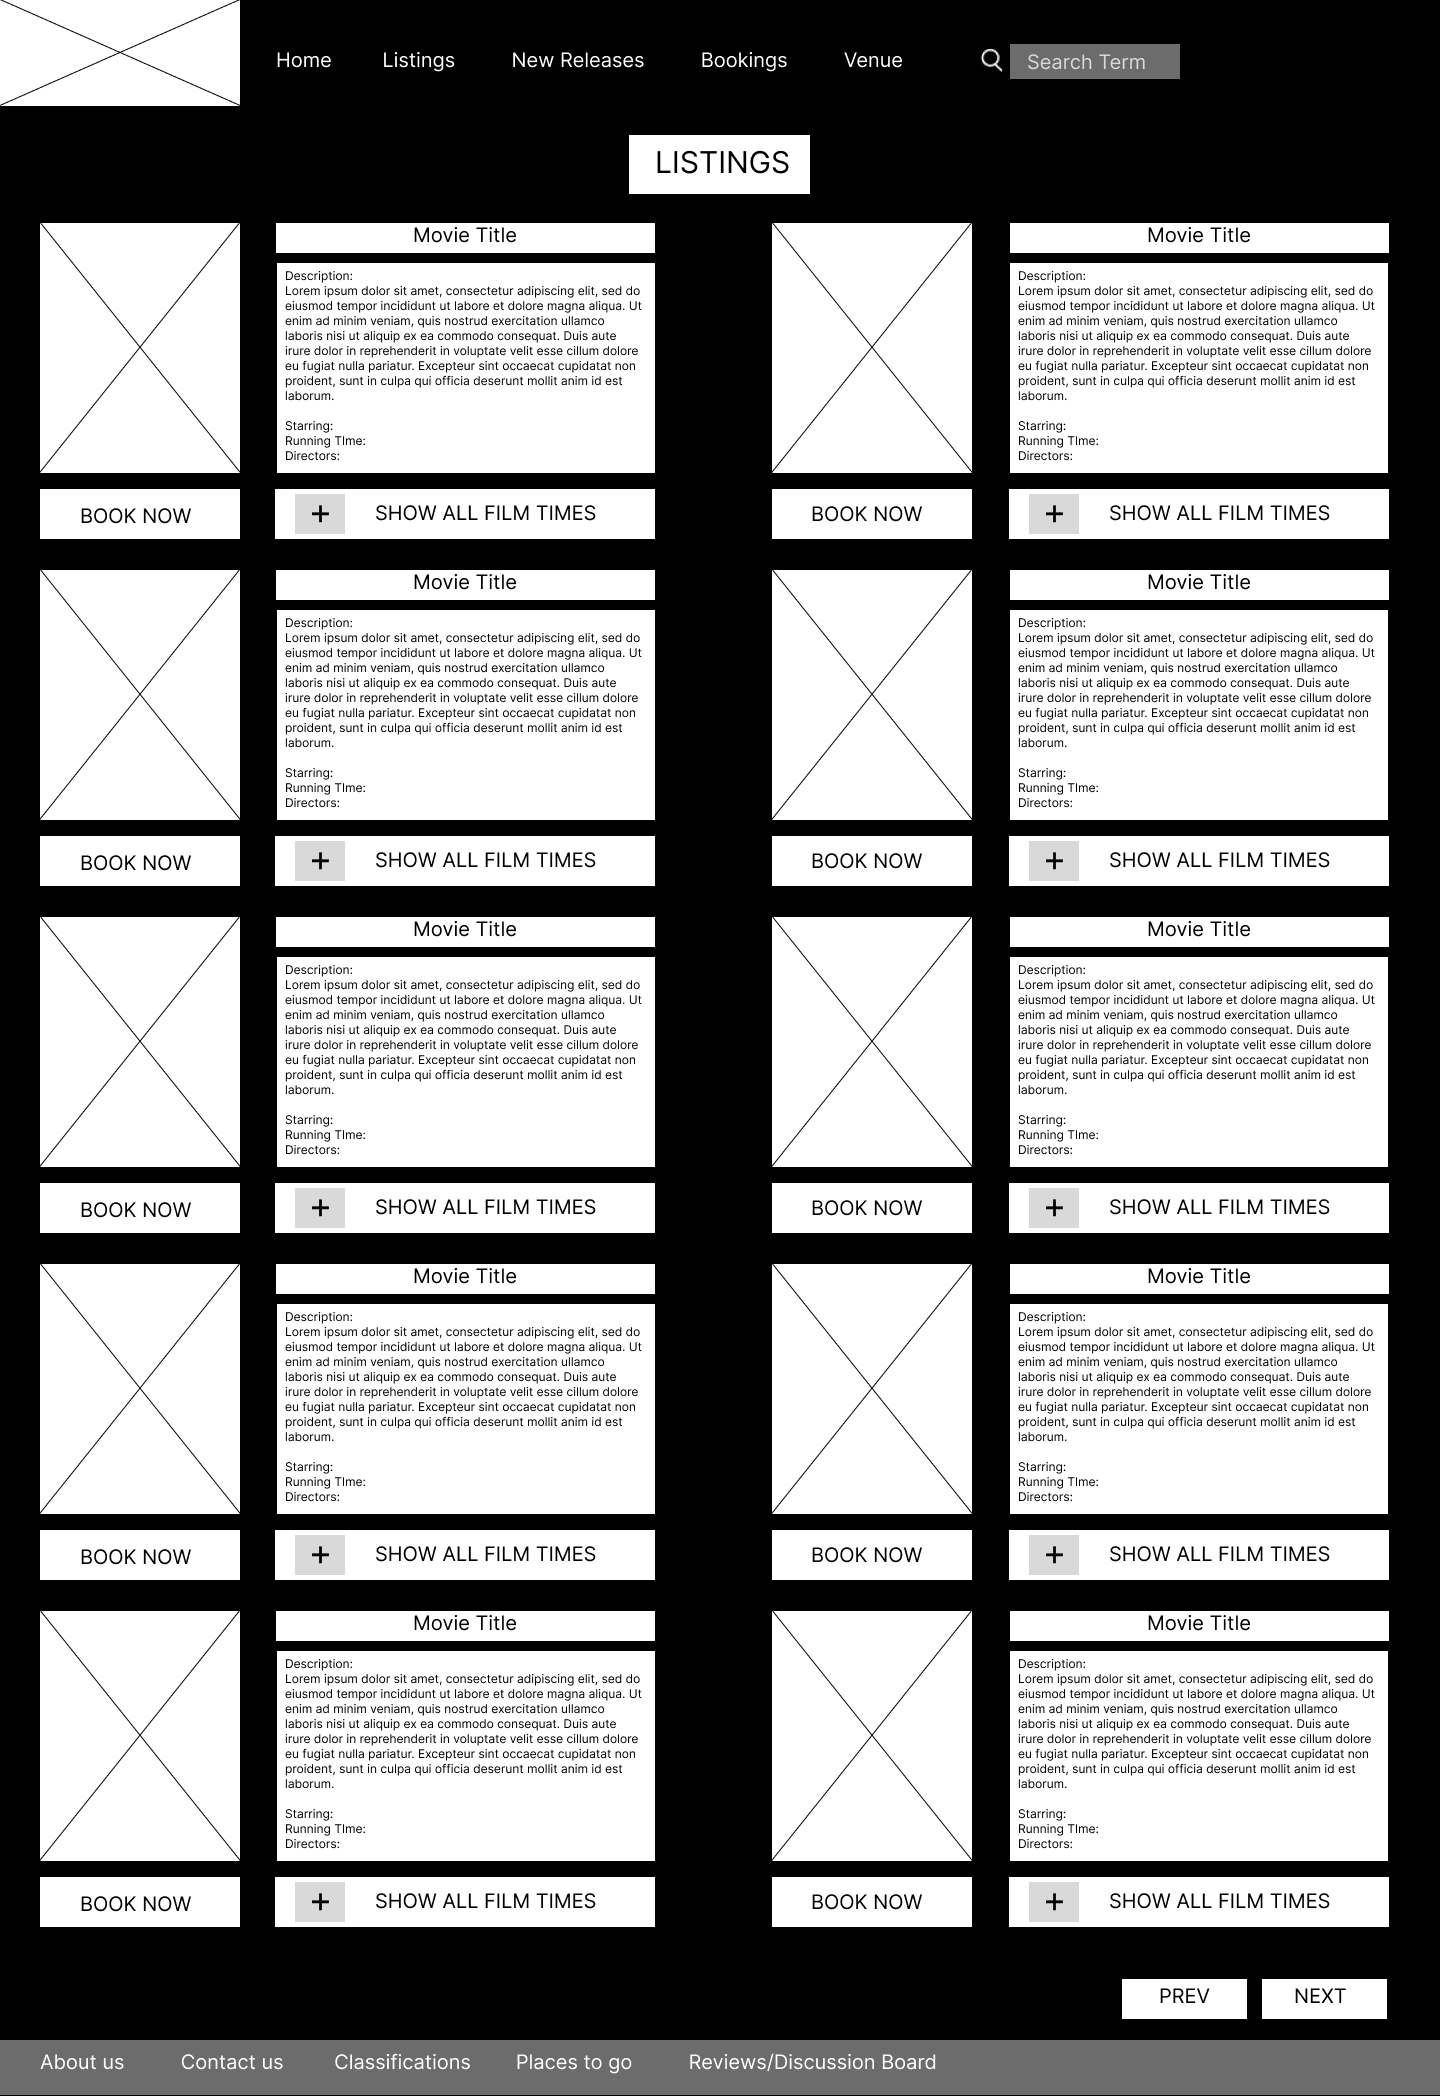 Home
Listings
New Releases
Bookings
Venue
Search Term
LISTINGS
Movie Title
Description:
Lorem ipsum dolor sit amet, consectetur adipiscing elit, sed do
eiusmod tempor incididunt ut labore et dolore magna aliqua. Ut
enim ad minim veniam, quis nostrud exercitation ullamco
laboris nisi ut aliquip ex ea commodo consequat. Duis aute
irure dolor in reprehenderit in voluptate velit esse cillum dolore
eu fugiat nulla pariatur. Excepteur sint occaecat cupidatat non
proident, sunt in culpa qui officia deserunt mollit anim id est
laborum.
Starring:
Running TIme:
Directors:
BOOK NOW
+ SHOW ALL FILM TIMES
Movie Title
Description:
Lorem ipsum dolor sit amet, consectetur adipiscing elit, sed do
eiusmod tempor incididunt ut labore et dolore magna aliqua. Ut
enim ad minim veniam, quis nostrud exercitation ullamco
laboris nisi ut aliquip ex ea commodo consequat. Duis aute
irure dolor in reprehenderit in voluptate velit esse cillum dolore
eu fugiat nulla pariatur. Excepteur sint occaecat cupidatat non
proident, sunt in culpa qui officia deserunt mollit anim id est
laborum.
Starring:
Running TIme:
Directors:
BOOK NOW
+ SHOW ALL FILM TIMES
Movie Title
Description:
Lorem ipsum dolor sit amet, consectetur adipiscing elit, sed do
eiusmod tempor incididunt ut labore et dolore magna aliqua. Ut
enim ad minim veniam, quis nostrud exercitation ullamco
laboris nisi ut aliquip ex ea commodo consequat. Duis aute
irure dolor in reprehenderit in voluptate velit esse cillum dolore
eu fugiat nulla pariatur. Excepteur sint occaecat cupidatat non
proident, sunt in culpa qui officia deserunt mollit anim id est
laborum.
Starring:
Running TIme:
Directors:
BOOK NOW
+ SHOW ALL FILM TIMES
Movie Title
Description:
Lorem ipsum dolor sit amet, consectetur adipiscing elit, sed do
eiusmod tempor incididunt ut labore et dolore magna aliqua. Ut
enim ad minim veniam, quis nostrud exercitation ullamco
laboris nisi ut aliquip ex ea commodo consequat. Duis aute
irure dolor in reprehenderit in voluptate velit esse cillum dolore
eu fugiat nulla pariatur. Excepteur sint occaecat cupidatat non
proident, sunt in culpa qui officia deserunt mollit anim id est
laborum.
Starring:
Running TIme:
Directors:
BOOK NOW
+ SHOW ALL FILM TIMES
Movie Title
Description:
Lorem ipsum dolor sit amet, consectetur adipiscing elit, sed do
eiusmod tempor incididunt ut labore et dolore magna aliqua. Ut
enim ad minim veniam, quis nostrud exercitation ullamco
laboris nisi ut aliquip ex ea commodo consequat. Duis aute
irure dolor in reprehenderit in voluptate velit esse cillum dolore
eu fugiat nulla pariatur. Excepteur sint occaecat cupidatat non
proident, sunt in culpa qui officia deserunt mollit anim id est
laborum.
Starring:
Running TIme:
Directors:
BOOK NOW
+ SHOW ALL FILM TIMES
Movie Title
Description:
Lorem ipsum dolor sit amet, consectetur adipiscing elit, sed do
eiusmod tempor incididunt ut labore et dolore magna aliqua. Ut
enim ad minim veniam, quis nostrud exercitation ullamco
laboris nisi ut aliquip ex ea commodo consequat. Duis aute
irure dolor in reprehenderit in voluptate velit esse cillum dolore
eu fugiat nulla pariatur. Excepteur sint occaecat cupidatat non
proident, sunt in culpa qui officia deserunt mollit anim id est
laborum.
Starring:
Running TIme:
Directors:
BOOK NOW
+ SHOW ALL FILM TIMES
Movie Title
Description:
Lorem ipsum dolor sit amet, consectetur adipiscing elit, sed do
eiusmod tempor incididunt ut labore et dolore magna aliqua. Ut
enim ad minim veniam, quis nostrud exercitation ullamco
laboris nisi ut aliquip ex ea commodo consequat. Duis aute
irure dolor in reprehenderit in voluptate velit esse cillum dolore
eu fugiat nulla pariatur. Excepteur sint occaecat cupidatat non
proident, sunt in culpa qui officia deserunt mollit anim id est
laborum.
Starring:
Running TIme:
Directors:
BOOK NOW
+ SHOW ALL FILM TIMES
Movie Title
Description:
Lorem ipsum dolor sit amet, consectetur adipiscing elit, sed do
eiusmod tempor incididunt ut labore et dolore magna aliqua. Ut
enim ad minim veniam, quis nostrud exercitation ullamco
laboris nisi ut aliquip ex ea commodo consequat. Duis aute
irure dolor in reprehenderit in voluptate velit esse cillum dolore
eu fugiat nulla pariatur. Excepteur sint occaecat cupidatat non
proident, sunt in culpa qui officia deserunt mollit anim id est
laborum.
Starring:
Running TIme:
Directors:
BOOK NOW
+ SHOW ALL FILM TIMES
Movie Title
Description:
Lorem ipsum dolor sit amet, consectetur adipiscing elit, sed do
eiusmod tempor incididunt ut labore et dolore magna aliqua. Ut
enim ad minim veniam, quis nostrud exercitation ullamco
laboris nisi ut aliquip ex ea commodo consequat. Duis aute
irure dolor in reprehenderit in voluptate velit esse cillum dolore
eu fugiat nulla pariatur. Excepteur sint occaecat cupidatat non
proident, sunt in culpa qui officia deserunt mollit anim id est
laborum.
Starring:
Running TIme:
Directors:
BOOK NOW
+ SHOW ALL FILM TIMES
Movie Title
Description:
Lorem ipsum dolor sit amet, consectetur adipiscing elit, sed do
eiusmod tempor incididunt ut labore et dolore magna aliqua. Ut
enim ad minim veniam, quis nostrud exercitation ullamco
laboris nisi ut aliquip ex ea commodo consequat. Duis aute
irure dolor in reprehenderit in voluptate velit esse cillum dolore
eu fugiat nulla pariatur. Excepteur sint occaecat cupidatat non
proident, sunt in culpa qui officia deserunt mollit anim id est
laborum.
Starring:
Running TIme:
Directors:
BOOK NOW
+ SHOW ALL FILM TIMES
PREV
NEXT
About us
Contact us
Classifications
Places to go
Reviews/Discussion Board